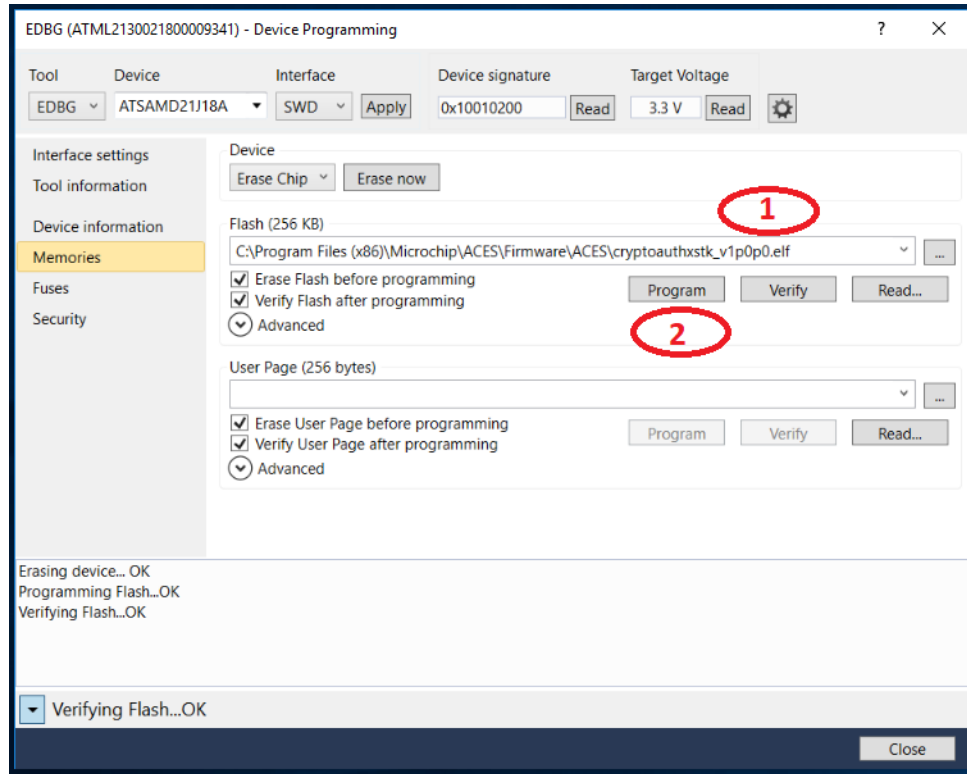 EDBG (ATML2130021800009341) - Device Programming ? ×
Tool Device Interface Device signature Target Voltage
EDBG ATSAMD21J18A SWD Apply 0x10010200 Read 3.3 V Read
Interface settings
Tool information
Device information
Memories
Fuses
Security
Device
Erase Chip Erase now
1
Flash (256 KB)
C:\Program Files (x86)\Microchip\ACES\Firmware\ACES\cryptoauthxstk_v1p0p0.elf ...
Erase Flash before programming
Verify Flash after programming
Program Verify Read...
Advanced
2
User Page (256 bytes)
...
Erase User Page before programming
Verify User Page after programming
Program Verify Read...
Advanced
Erasing device... OK
Programming Flash...OK
Verifying Flash...OK
Verifying Flash...OK
Close